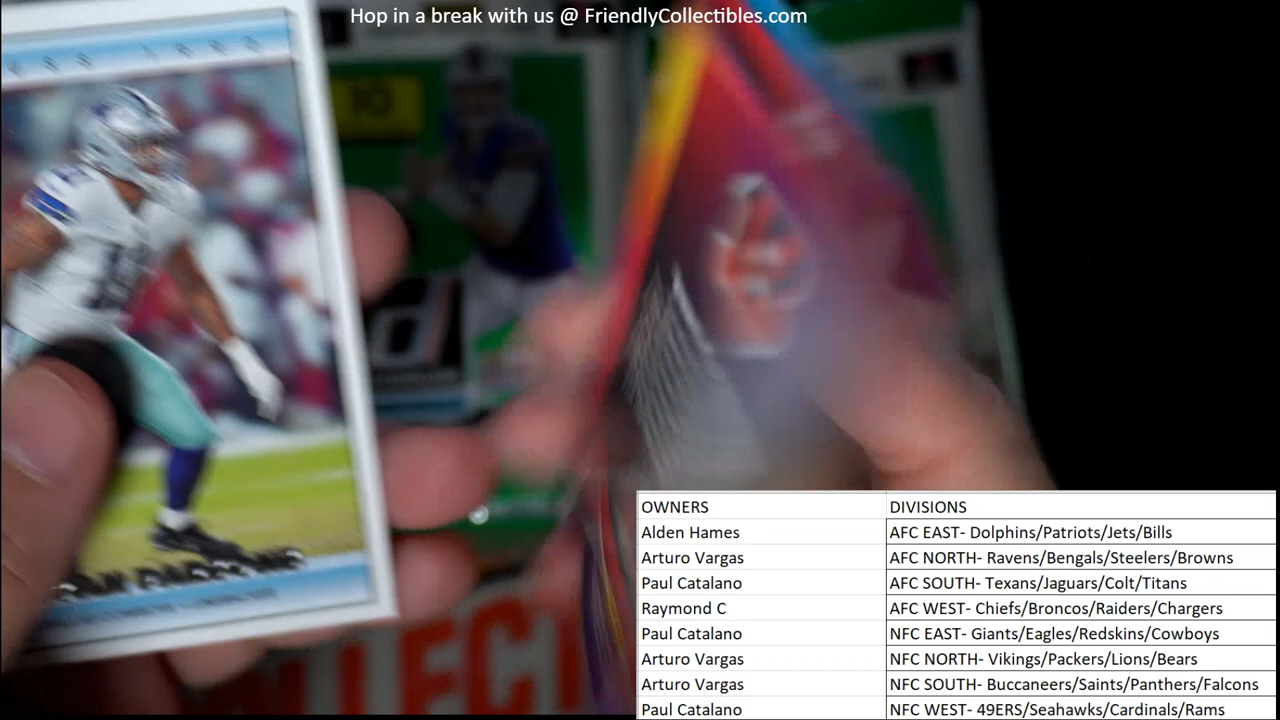 Hop in a break with us @ FriendlyCollectibles.com
10
OWNERS DIVISIONS
Alden Hames AFC EAST- Dolphins/Patriots/Jets/Bills
Arturo Vargas AFC NORTH- Ravens/Bengals/Steelers/Browns
Paul Catalano AFC SOUTH- Texans/Jaguars/Colt/Titans
Raymond C AFC WEST- Chiefs/Broncos/Raiders/Chargers
Paul Catalano NFC EAST- Giants/Eagles/Redskins/Cowboys
Arturo Vargas NFC NORTH- Vikings/Packers/Lions/Bears
Arturo Vargas NFC SOUTH- Buccaneers/Saints/Panthers/Falcons
Paul Catalano NFC WEST- 49ERS/Seahawks/Cardinals/Rams